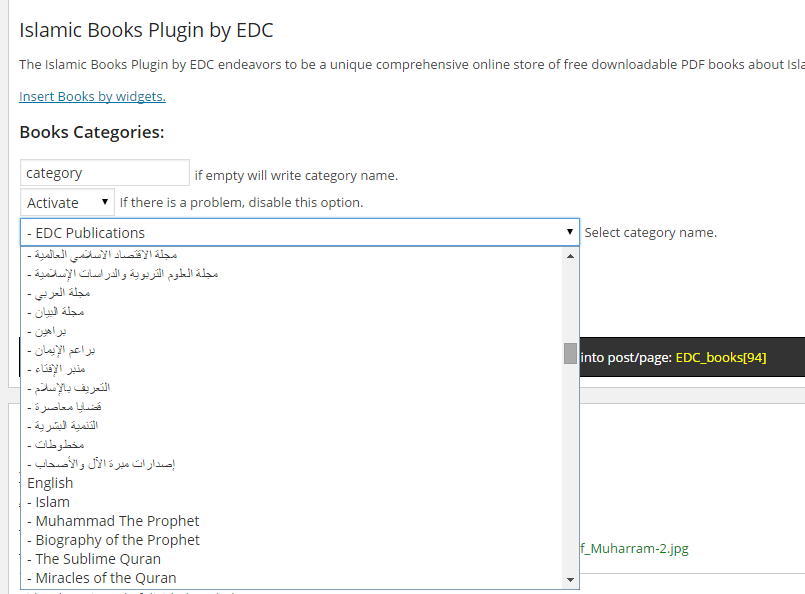 Islamic Books Plugin by EDC
The Islamic Books Plugin by EDC endeavors to be a unique comprehensive online store of free downloadable PDF books about
Insert Books by widgets.
Books Categories:
category if empty will write category name.
Activate If there is a problem, disable this option.
- EDC Publications Select category name.
- مجلة الاقتصاد الاسلامي العالمية
- مجلة العلوم التربوية والدراسات الإسلامية
- مجلة العربي
- مجلة البيان
- براهين
- براعم الإيمان
into post/page: EDC_books[94]
- منبر الإفتاء
- التعريف بالإسلام
- قضايا معاصرة
- التنمية البشرية
- مخطوطات
- إصدارات مبرة الآل والأصحاب
English
- Islam
- Muhammad The Prophet
- Biography of the Prophet
f_Muharram-2.jpg
- The Sublime Quran
- Miracles of the Quran